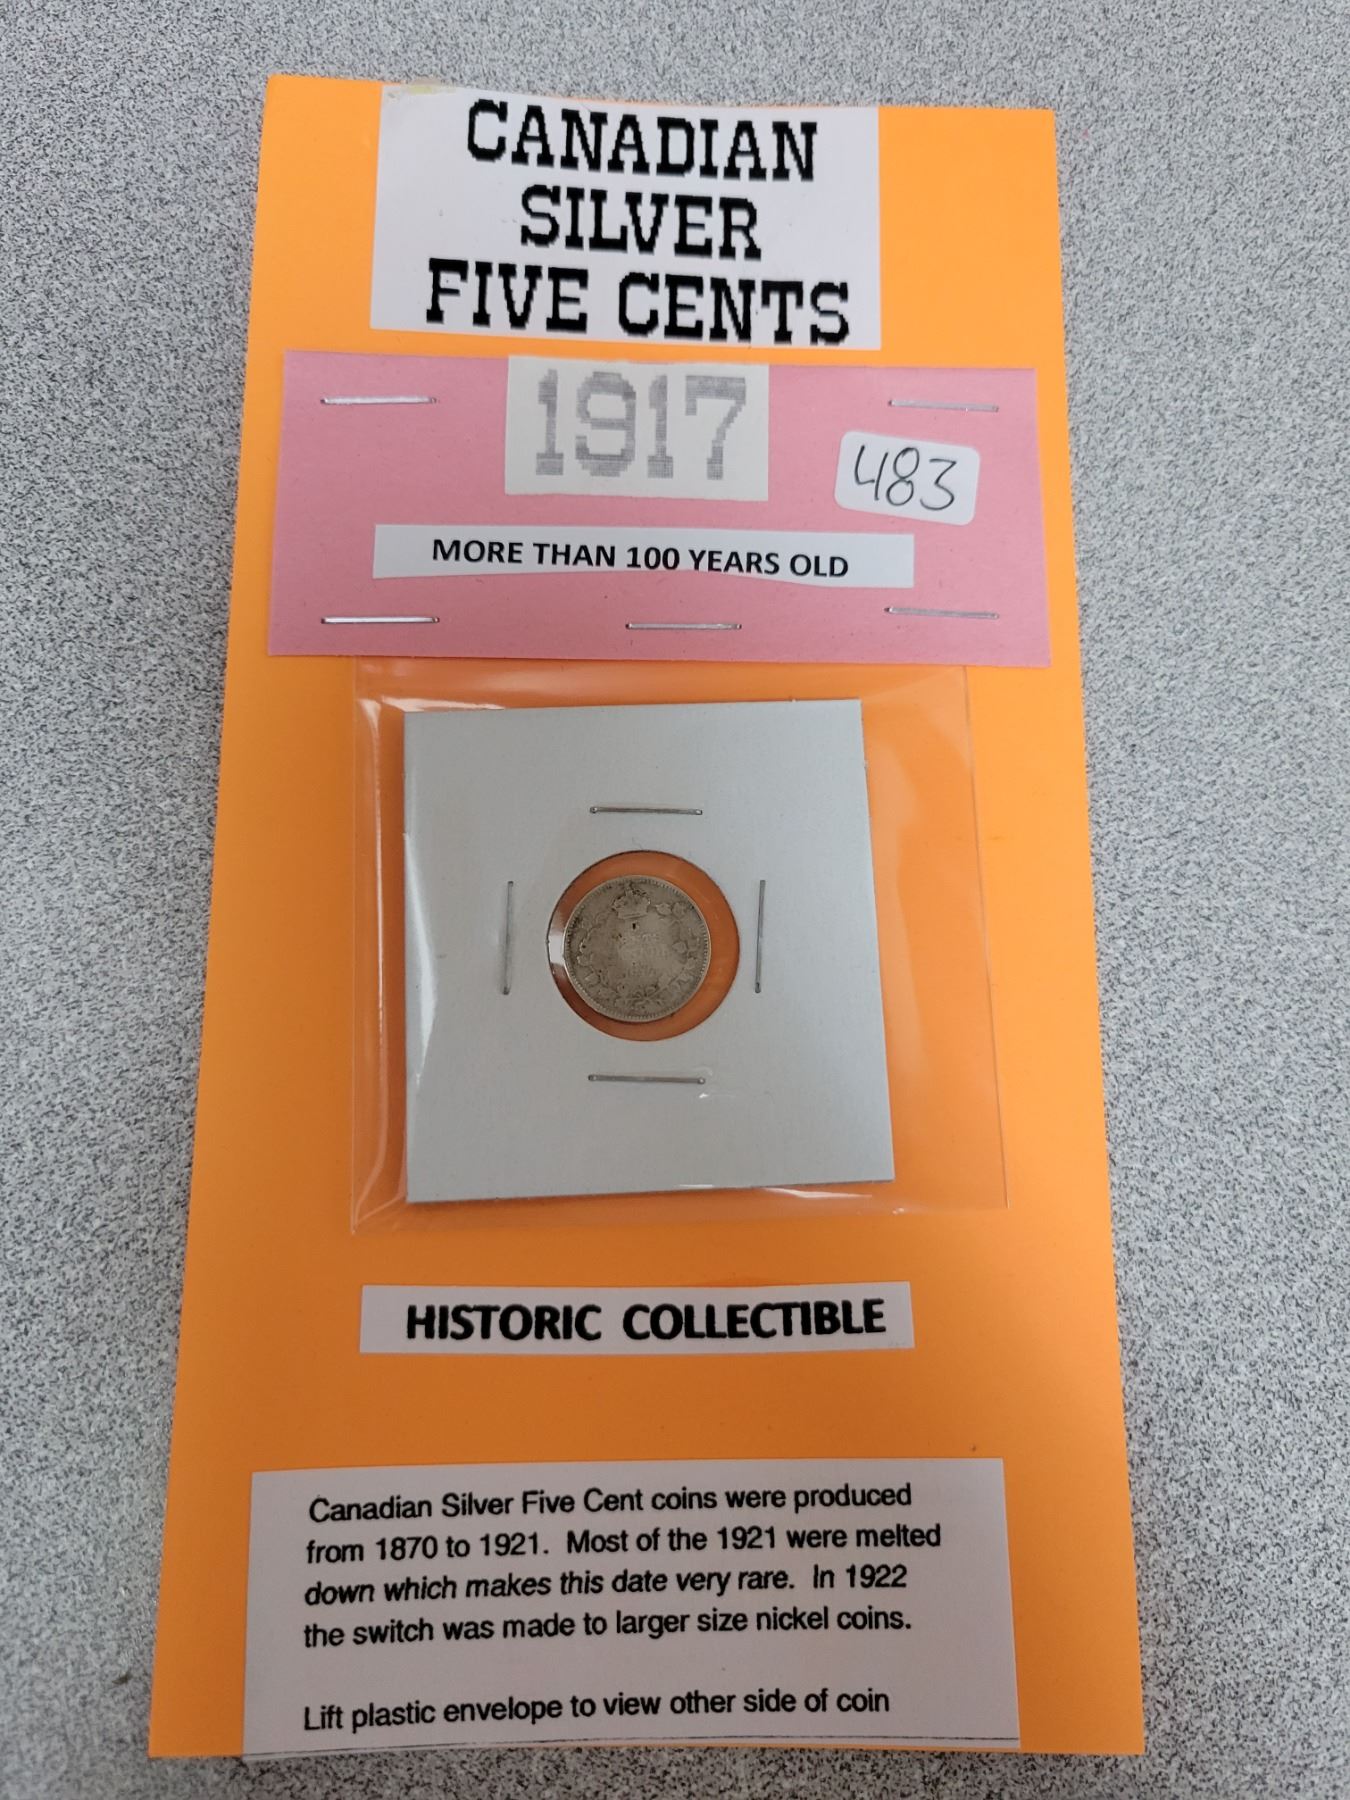 CANADIAN
SILVER
FIVE CENTS
1917
483
MORE THAN 100 YEARS OLD
HISTORIC COLLECTIBLE
Canadian Silver Five Cent coins were produced
from 1870 to 1921. Most of the 1921 were melted
down which makes this date very rare. In 1922
the switch was made to larger size nickel coins.
Lift plastic envelope to view other side of coin